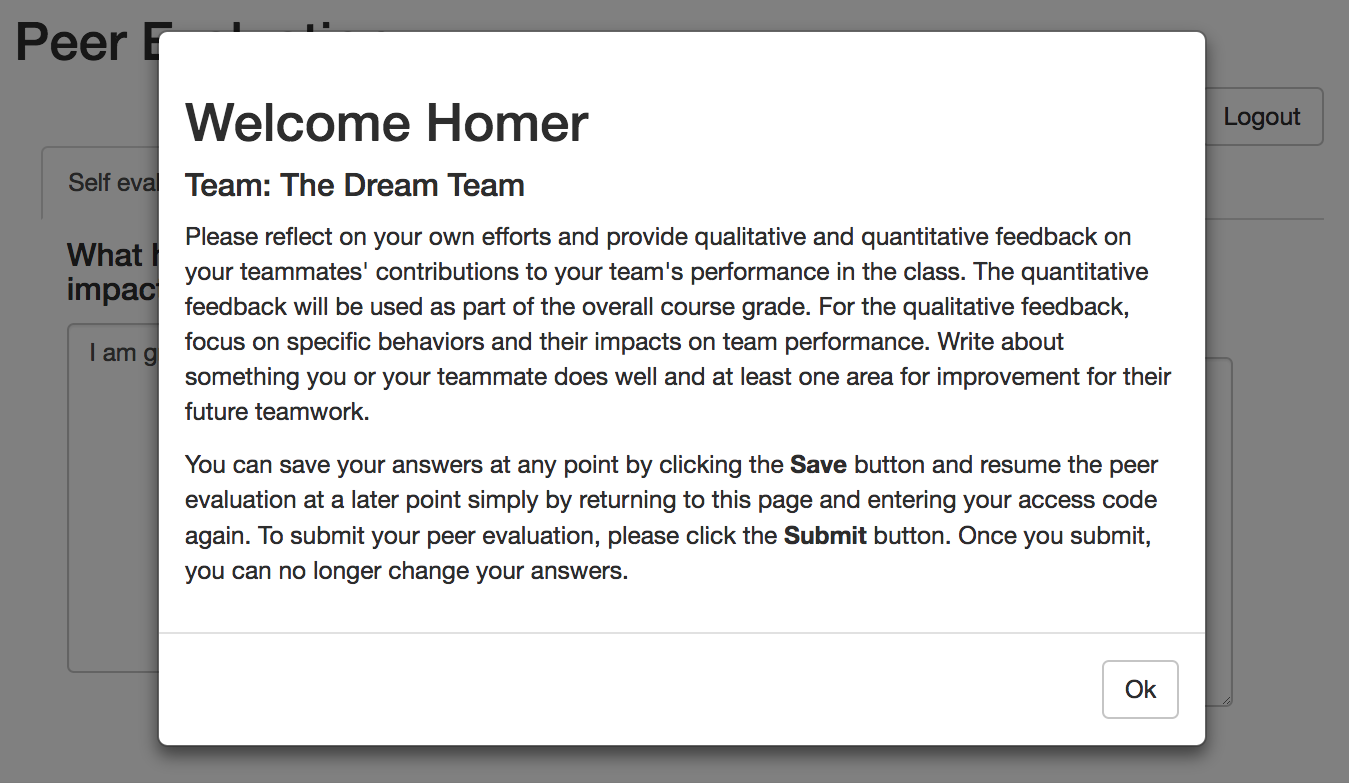 Peer
Logout
Self
What
Welcome Homer
Team: The Dream Team
Please reflect on your own efforts and provide qualitative and quantitative feedback on
your teammates' contributions to your team's performance in the class. The quantitative
feedback will be used as part of the overall course grade. For the qualitative feedback,
focus on specific behaviors and their impacts on team performance. Write about
something you or your teammate does well and at least one area for improvement for their
future teamwork.
You can save your answers at any point by clicking the Save button and resume the peer
evaluation at a later point simply by returning to this page and entering your access code
again. To submit your peer evaluation, please click the Submit button. Once you submit,
you can no longer change your answers.
Ok
I am